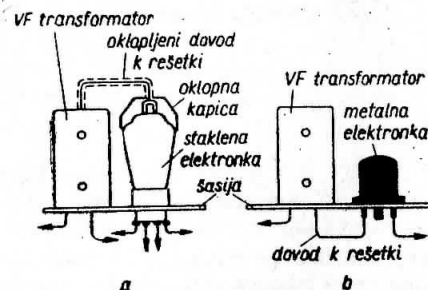 VF transformator
oklopljeni dovod
k rešetki
oklopna
kapica
staklena
elektronka
šasija
a
VF transformator
metalna
elektronka
dovod k rešetki
b